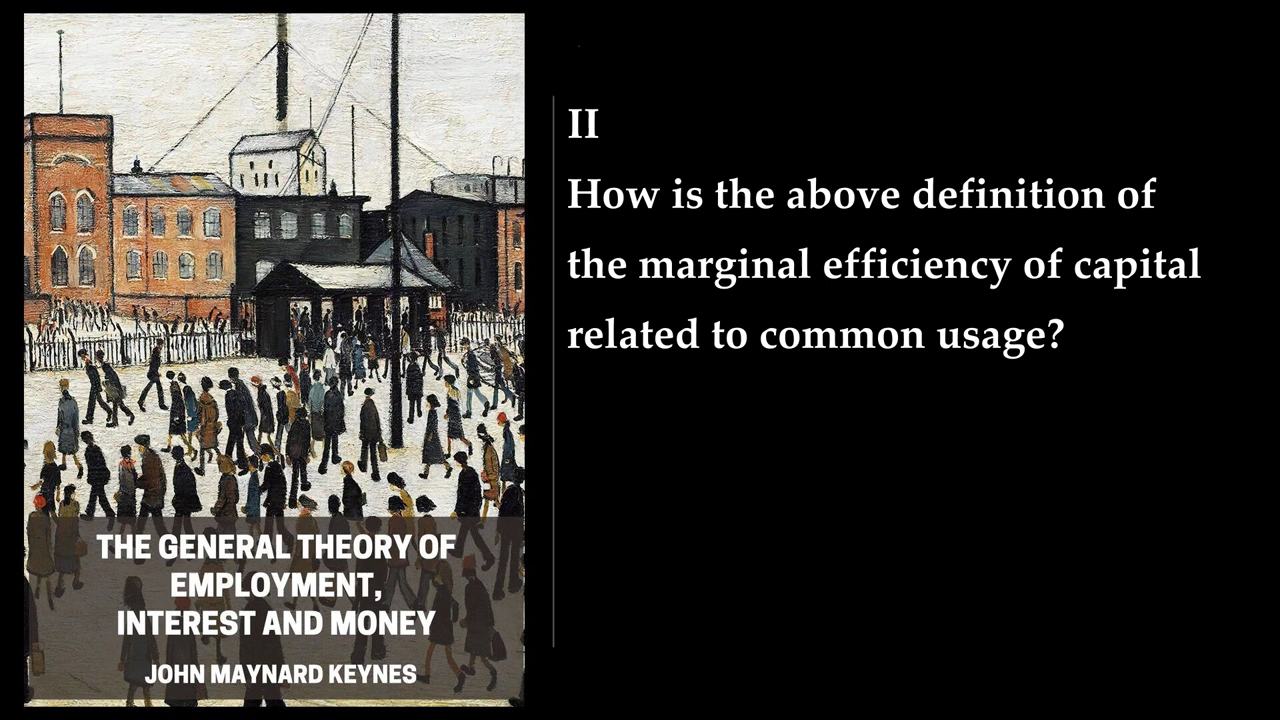 II
How is the above definition of
the marginal efficiency of capital
related to common usage?
THE GENERAL THEORY OF
EMPLOYMENT,
INTEREST AND MONEY
JOHN MAYNARD KEYNES